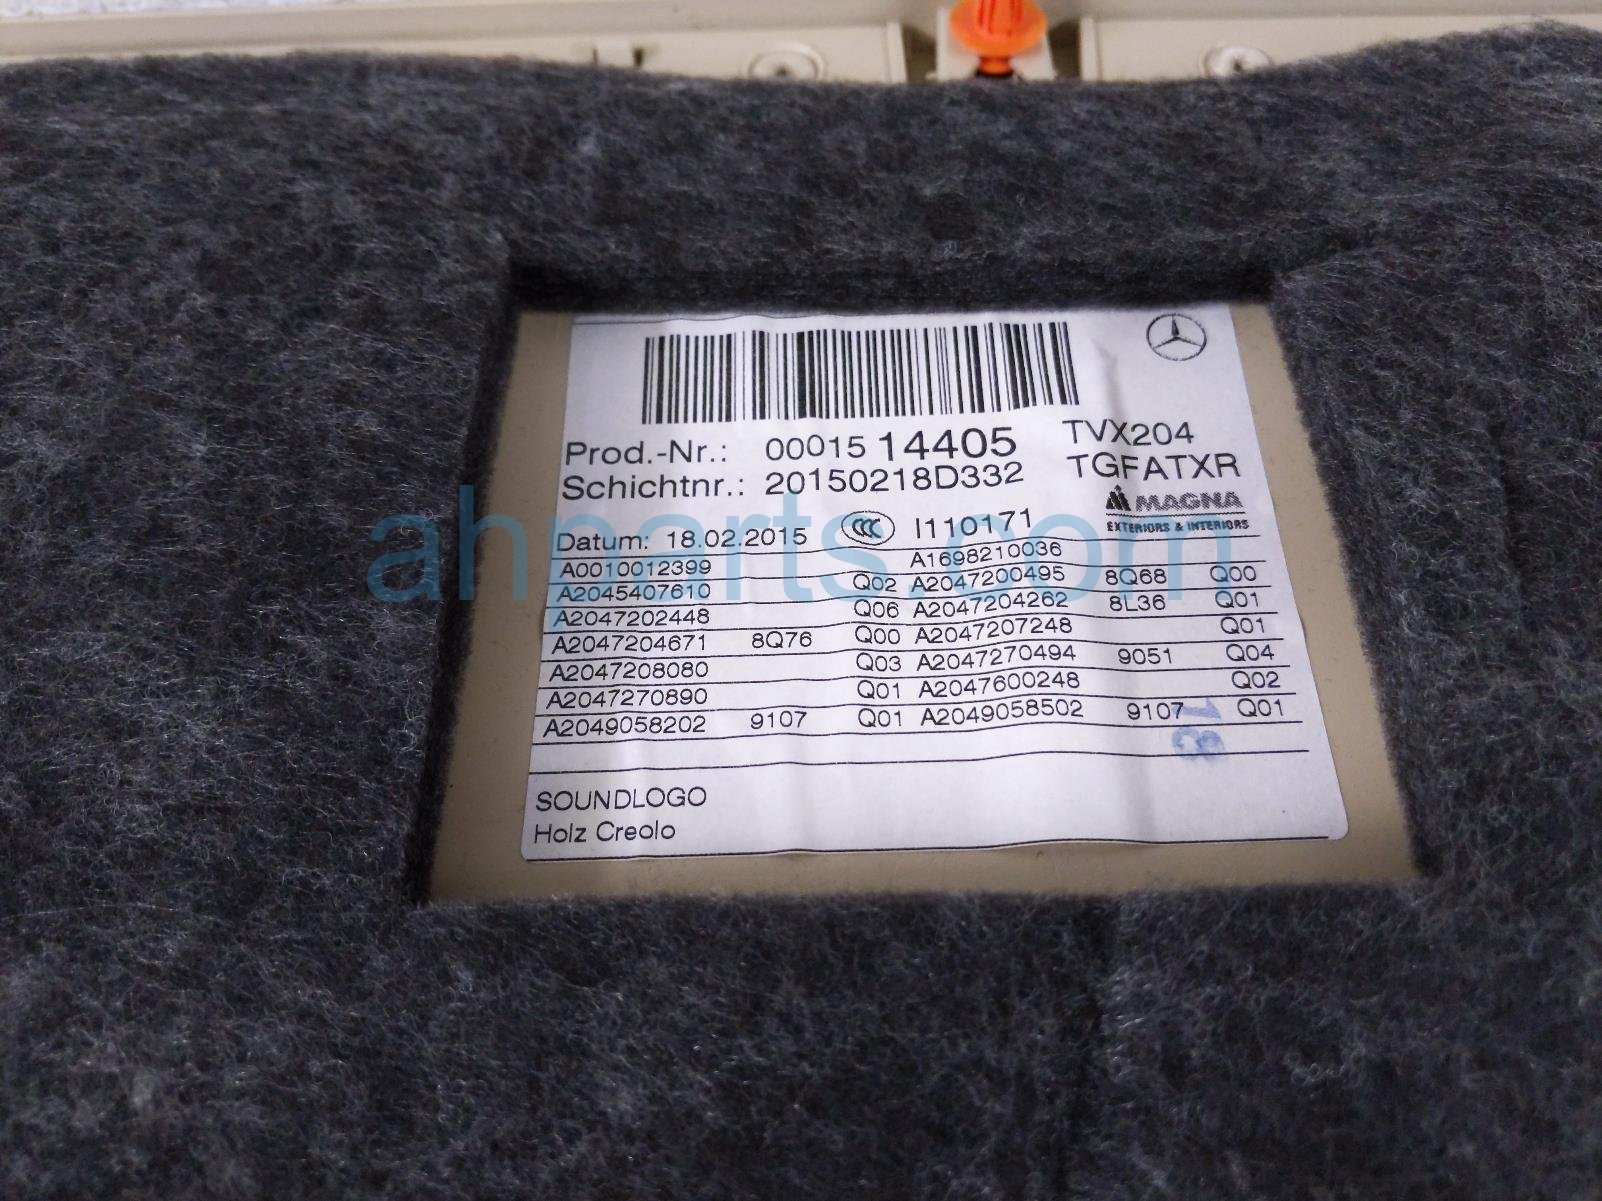 Prod.-Nr.: 00015 14405 TVX204
Schichtnr.: 20150218D332 TGFATXR
MAGNA
EXTERIORS & INTERIORS
Datum: 18.02.2015 CCC I110171
A0010012399 A1698210036
A2045407610 Q02 A2047200495 8Q68 Q00
A2047202448 Q06 A2047204262 8L36 Q01
A2047204671 8Q76 Q00 A2047207248 Q01
A2047208080 Q03 A2047270494 9051 Q04
A2047270890 Q01 A2047600248 Q02
A2049058202 9107 Q01 A2049058502 9107 Q01
13
SOUNDLOGO
Holz Creolo
ahparts.com